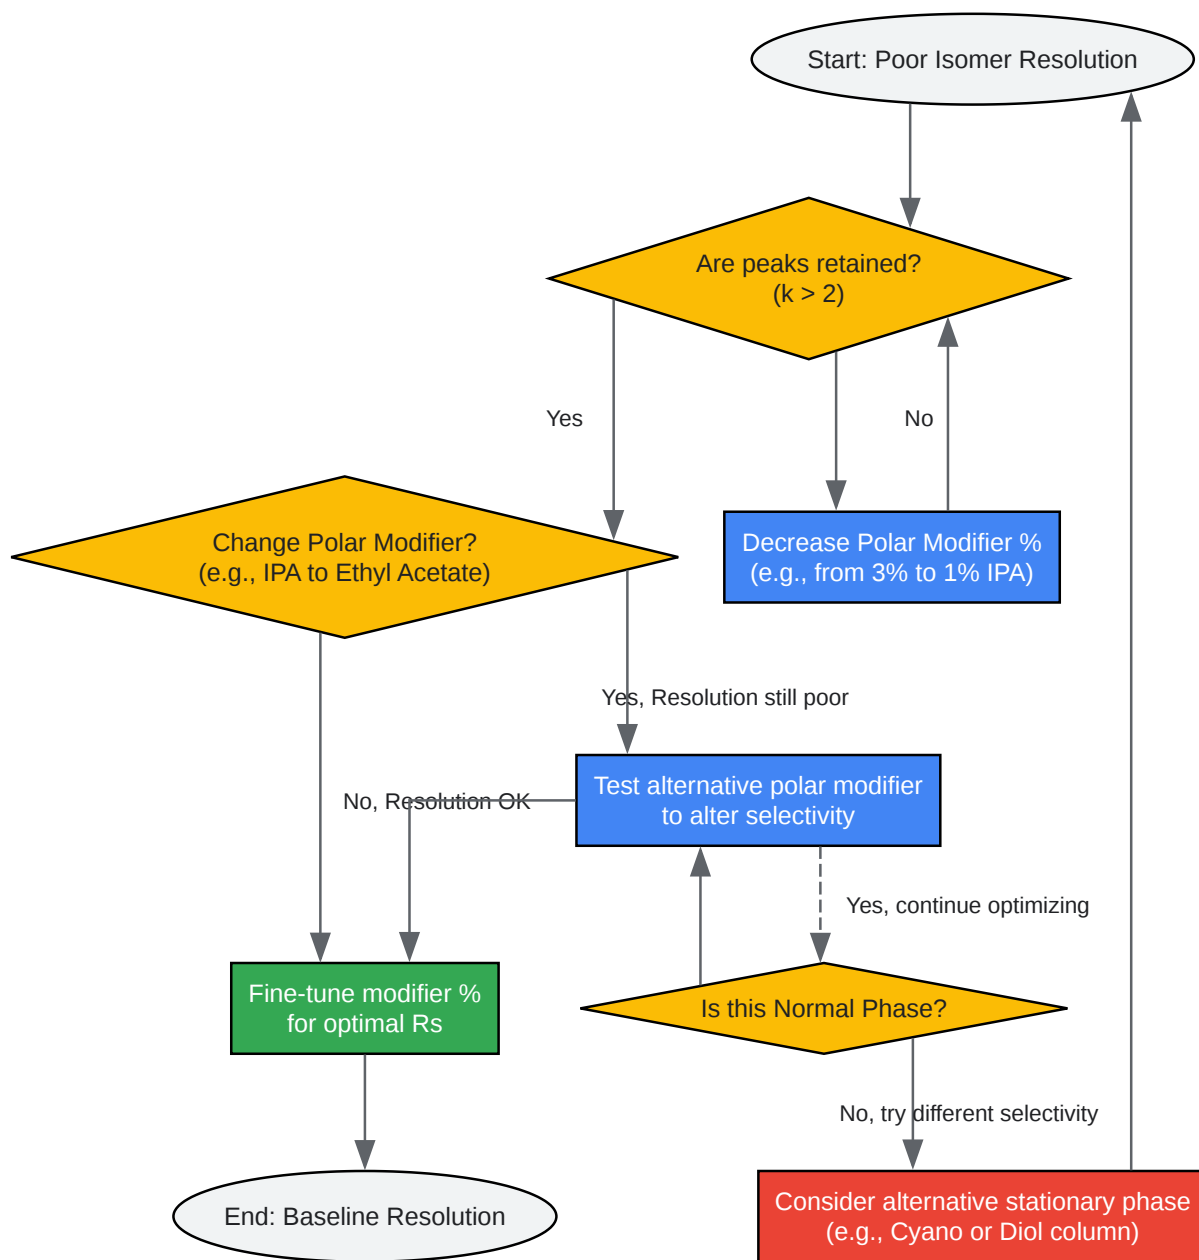 Start: Poor Isomer Resolution
Are peaks retained?
(k > 2)
Yes
No
Change Polar Modifier?
(e.g., IPA to Ethyl Acetate)
Decrease Polar Modifier %
(e.g., from 3% to 1% IPA)
Yes, Resolution still poor
Test alternative polar modifier
to alter selectivity
No, Resolution OK
Yes, continue optimizing
Fine-tune modifier %
for optimal Rs
Is this Normal Phase?
No, try different selectivity
End: Baseline Resolution
Consider alternative stationary phase
(e.g., Cyano or Diol column)